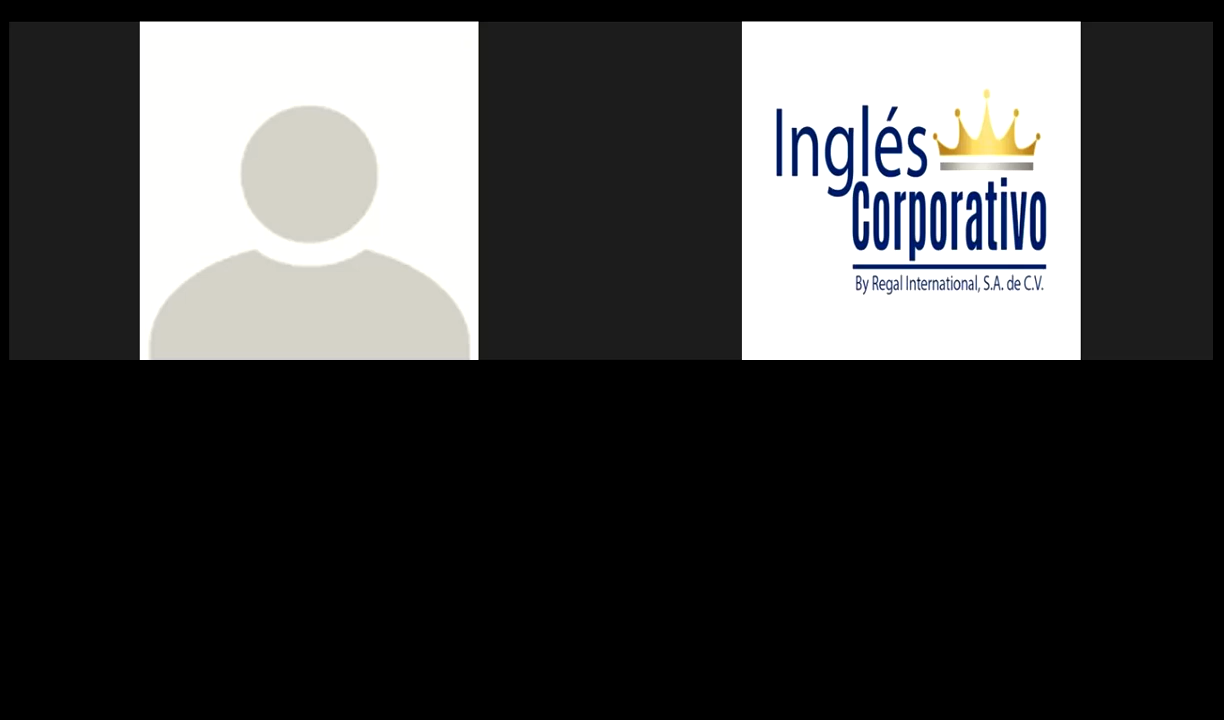 Inglés
Corporativo
By Regal International, S.A. de C.V.